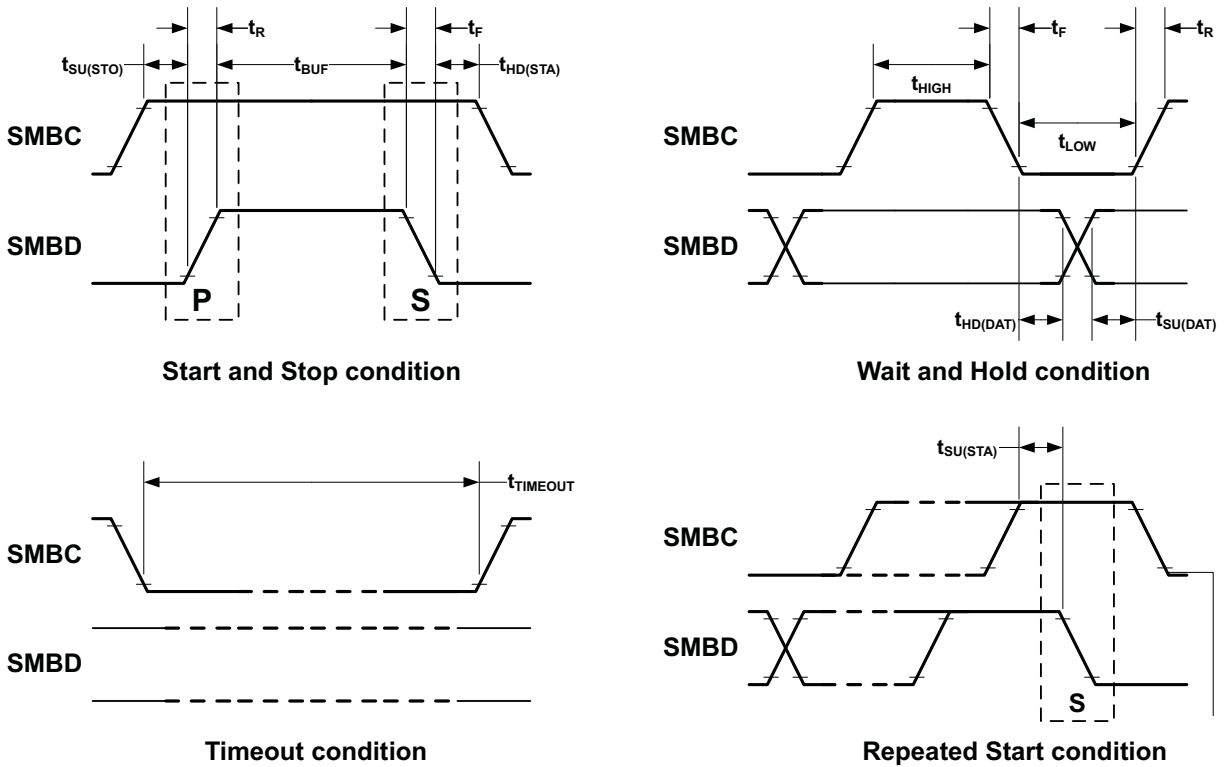 tR
tF
tSU(STO)
tBUF
tHD(STA)
SMBC
SMBD
P
S
Start and Stop condition
tF
tR
tHIGH
tLOW
SMBC
SMBD
tHD(DAT)
tSU(DAT)
Wait and Hold condition
tTIMEOUT
SMBC
SMBD
Timeout condition
tSU(STA)
SMBC
SMBD
S
Repeated Start condition